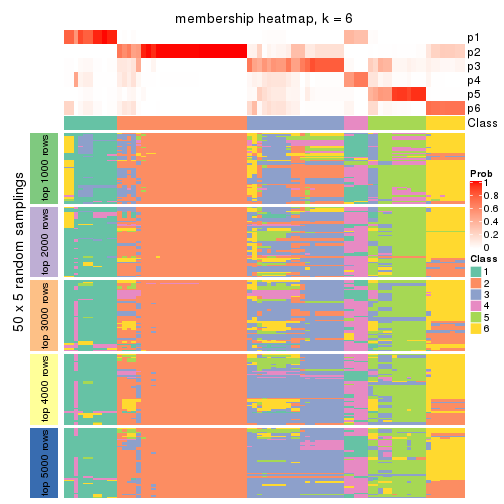 membership heatmap, k = 6
p1
p2
p3
p4
p5
p6
Class
50 x 5 random samplings
top 1000 rows
top 2000 rows
top 3000 rows
top 4000 rows
top 5000 rows
Prob
1
0.8
0.6
0.4
0.2
0
Class
1
2
3
4
5
6